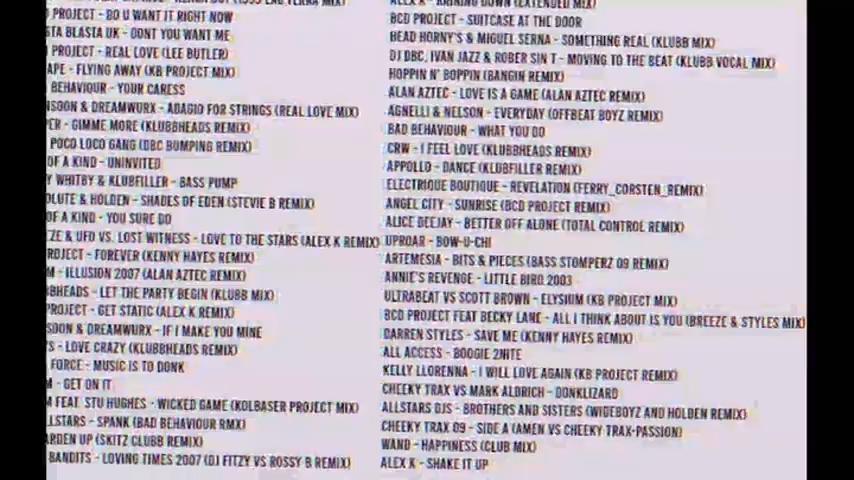 PROJECT - BO U WANT IT RIGHT NOW
STA BLASTA UK - DONT YOU WANT ME
PROJECT - REAL LOVE (LEE BUTLER)
APE - FLYING AWAY (KB PROJECT MIX)
BEHAVIOUR - YOUR CARESS
NSOON & DREAMWURX - ADAGIO FOR STRINGS (REAL LOVE MIX)
ER - GIMME MORE (KLUBBHEADS REMIX)
POCO LOCO GANG (DBC BUMPING REMIX)
OF A KIND - UNINVITED
Y WHITBY & KLUBFILLER - BASS PUMP
OLUTE & HOLDEN - SHADES OF EDEN (STEVIE B REMIX)
OF A KIND - YOU SURE DO
ZE & UFO VS. LOST WITNESS - LOVE TO THE STARS (ALEX K REMIX)
ROJECT - FOREVER (KENNY HAYES REMIX)
M - ILLUSION 2007 (ALAN AZTEC REMIX)
BHEADS - LET THE PARTY BEGIN (KLUBB MIX)
PROJECT - GET STATIC (ALEX K REMIX)
SOON & DREAMWURX - IF I MAKE YOU MINE
S - LOVE CRAZY (KLUBBHEADS REMIX)
FORCE - MUSIC IS TO DONK
M - GET ON IT
FEAT. STU HUGHES - WICKED GAME (KOLBASER PROJECT MIX)
LLSTARS - SPANK (BAD BEHAVIOUR RMX)
ARDEN UP (SKITZ CLUBB REMIX)
BANDITS - LOVING TIMES 2007 (DJ FITZY VS ROSSY B REMIX)
ALEX K - RAINING DOWN (EXTENDED MIX)
BCD PROJECT - SUITCASE AT THE DOOR
HEAD HORNY'S & MIGUEL SERNA - SOMETHING REAL (KLUBB MIX)
DJ DBC, IVAN JAZZ & ROBER SIN T - MOVING TO THE BEAT (KLUBB VOCAL MIX)
HOPPIN N' BOPPIN (BANGIN REMIX)
ALAN AZTEC - LOVE IS A GAME (ALAN AZTEC REMIX)
AGNELLI & NELSON - EVERYDAY (OFFBEAT BOYZ REMIX)
BAD BEHAVIOUR - WHAT YOU DO
CRW - I FEEL LOVE (KLUBBHEADS REMIX)
APPOLLO - DANCE (KLUBFILLER REMIX)
ELECTRIQUE BOUTIQUE - REVELATION (FERRY_CORSTEN_REMIX)
ANGEL CITY - SUNRISE (BCD PROJECT REMIX)
ALICE DEEJAY - BETTER OFF ALONE (TOTAL CONTROL REMIX)
UPROAR - BOW-U-CHI
ARTEMESIA - BITS & PIECES (BASS STOMPERZ 09 REMIX)
ANNIE'S REVENGE - LITTLE BIRD 2003
ULTRABEAT VS SCOTT BROWN - ELYSIUM (KB PROJECT MIX)
BCD PROJECT FEAT BECKY LANE - ALL I THINK ABOUT IS YOU (BREEZE & STYLES MIX)
DARREN STYLES - SAVE ME (KENNY HAYES REMIX)
ALL ACCESS - BOOGIE 2NITE
KELLY LLORENNA - I WILL LOVE AGAIN (KB PROJECT REMIX)
CHEEKY TRAX VS MARK ALDRICH - DONKLIZARD
ALLSTARS DJS - BROTHERS AND SISTERS (WIDEBOYZ AND HOLDEN REMIX)
CHEEKY TRAX 09 - SIDE A (AMEN VS CHEEKY TRAX-PASSION)
WAND - HAPPINESS (CLUB MIX)
ALEX K - SHAKE IT UP